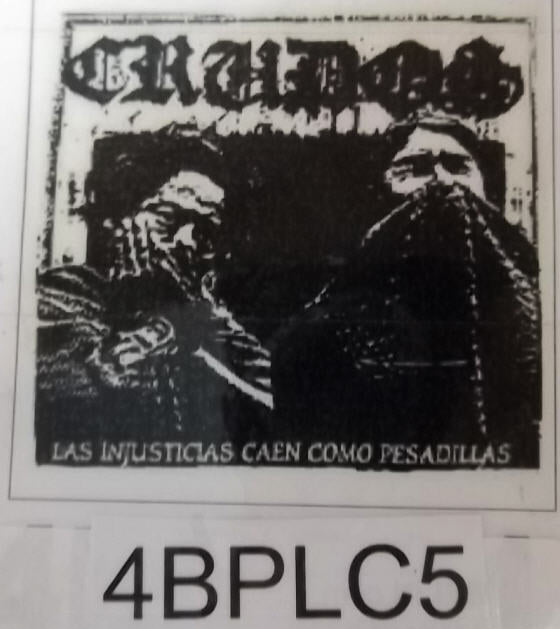 CRUDOS
LAS INJUSTICIAS CAEN COMO PESADILLAS
4BPLC5